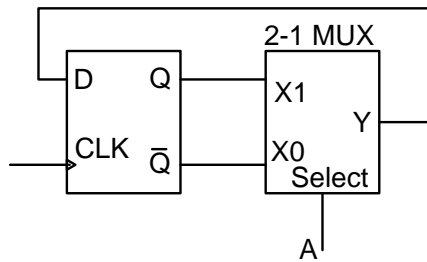 2-1 MUX
D Q X1
Y
CLK Q̅ X0
Select
A